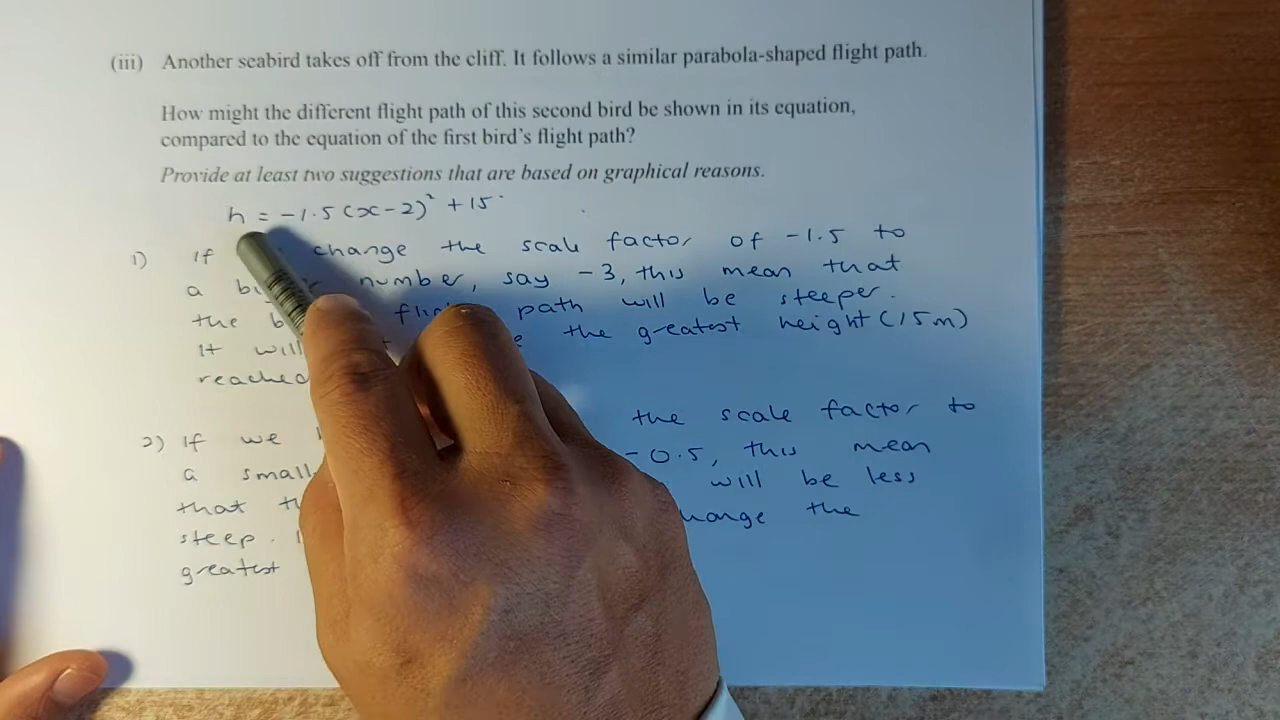 (iii) Another seabird takes off from the cliff. It follows a similar parabola-shaped flight path.
How might the different flight path of this second bird be shown in its equation,
compared to the equation of the first bird's flight path?
Provide at least two suggestions that are based on graphical reasons.
h = -1.5(x-2)² + 15
1) If change the scale factor of -1.5 to
a number, say -3, this mean that
the path will be steeper.
It will the greatest height (15m)
reached
2) If we the scale factor to
a small -0.5, this mean
that will be less
steep. the
greatest